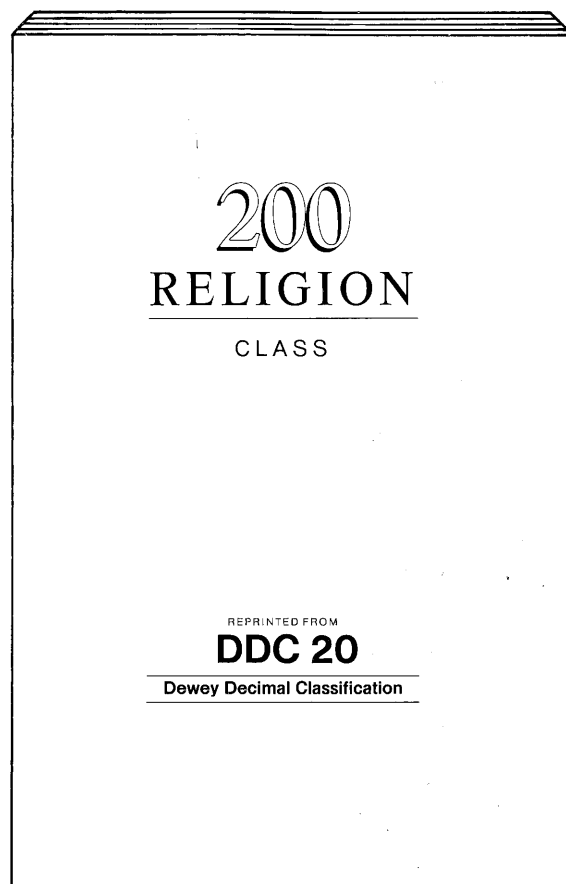 200
RELIGION
CLASS
REPRINTED FROM
DDC 20
Dewey Decimal Classification